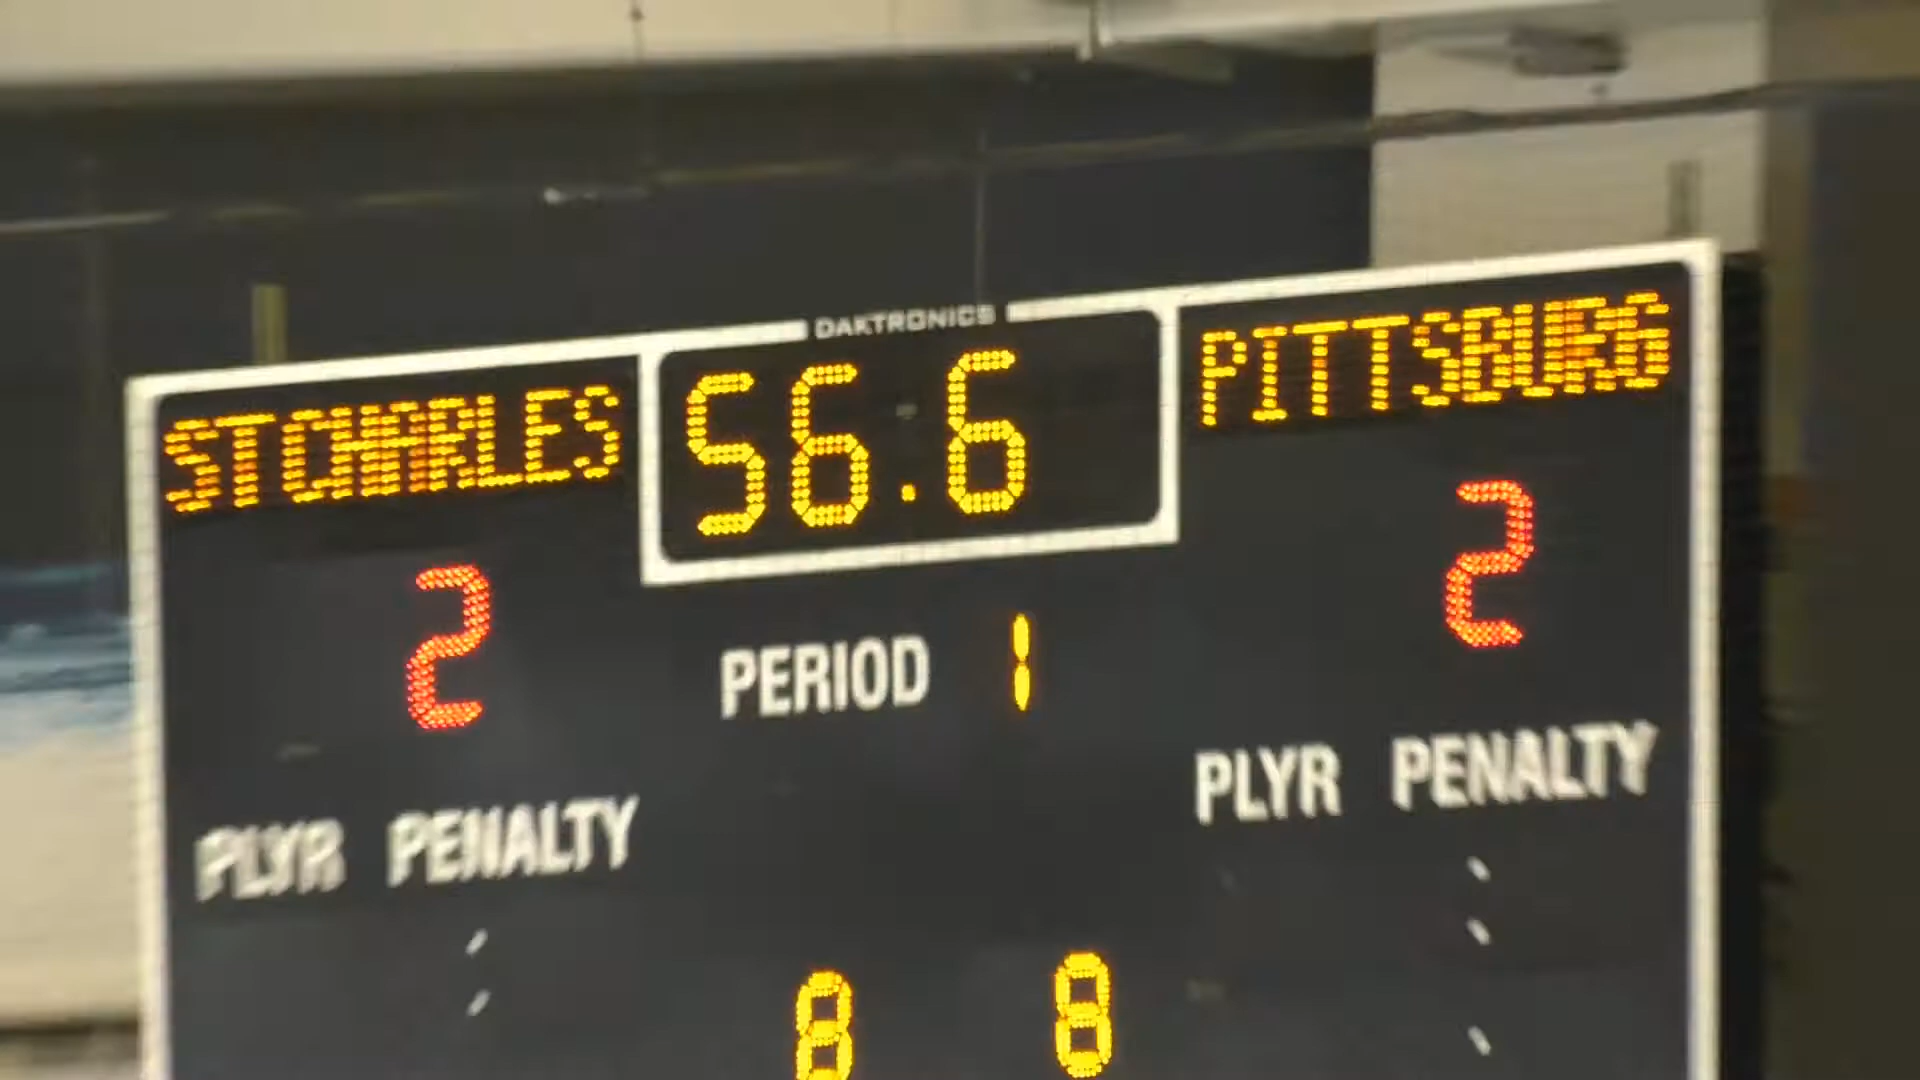 DAKTRONICS
STCHARLES 56.6 PITTSBURG
2 PERIOD 1 2
PLYR PENALTY PLYR PENALTY
8 8